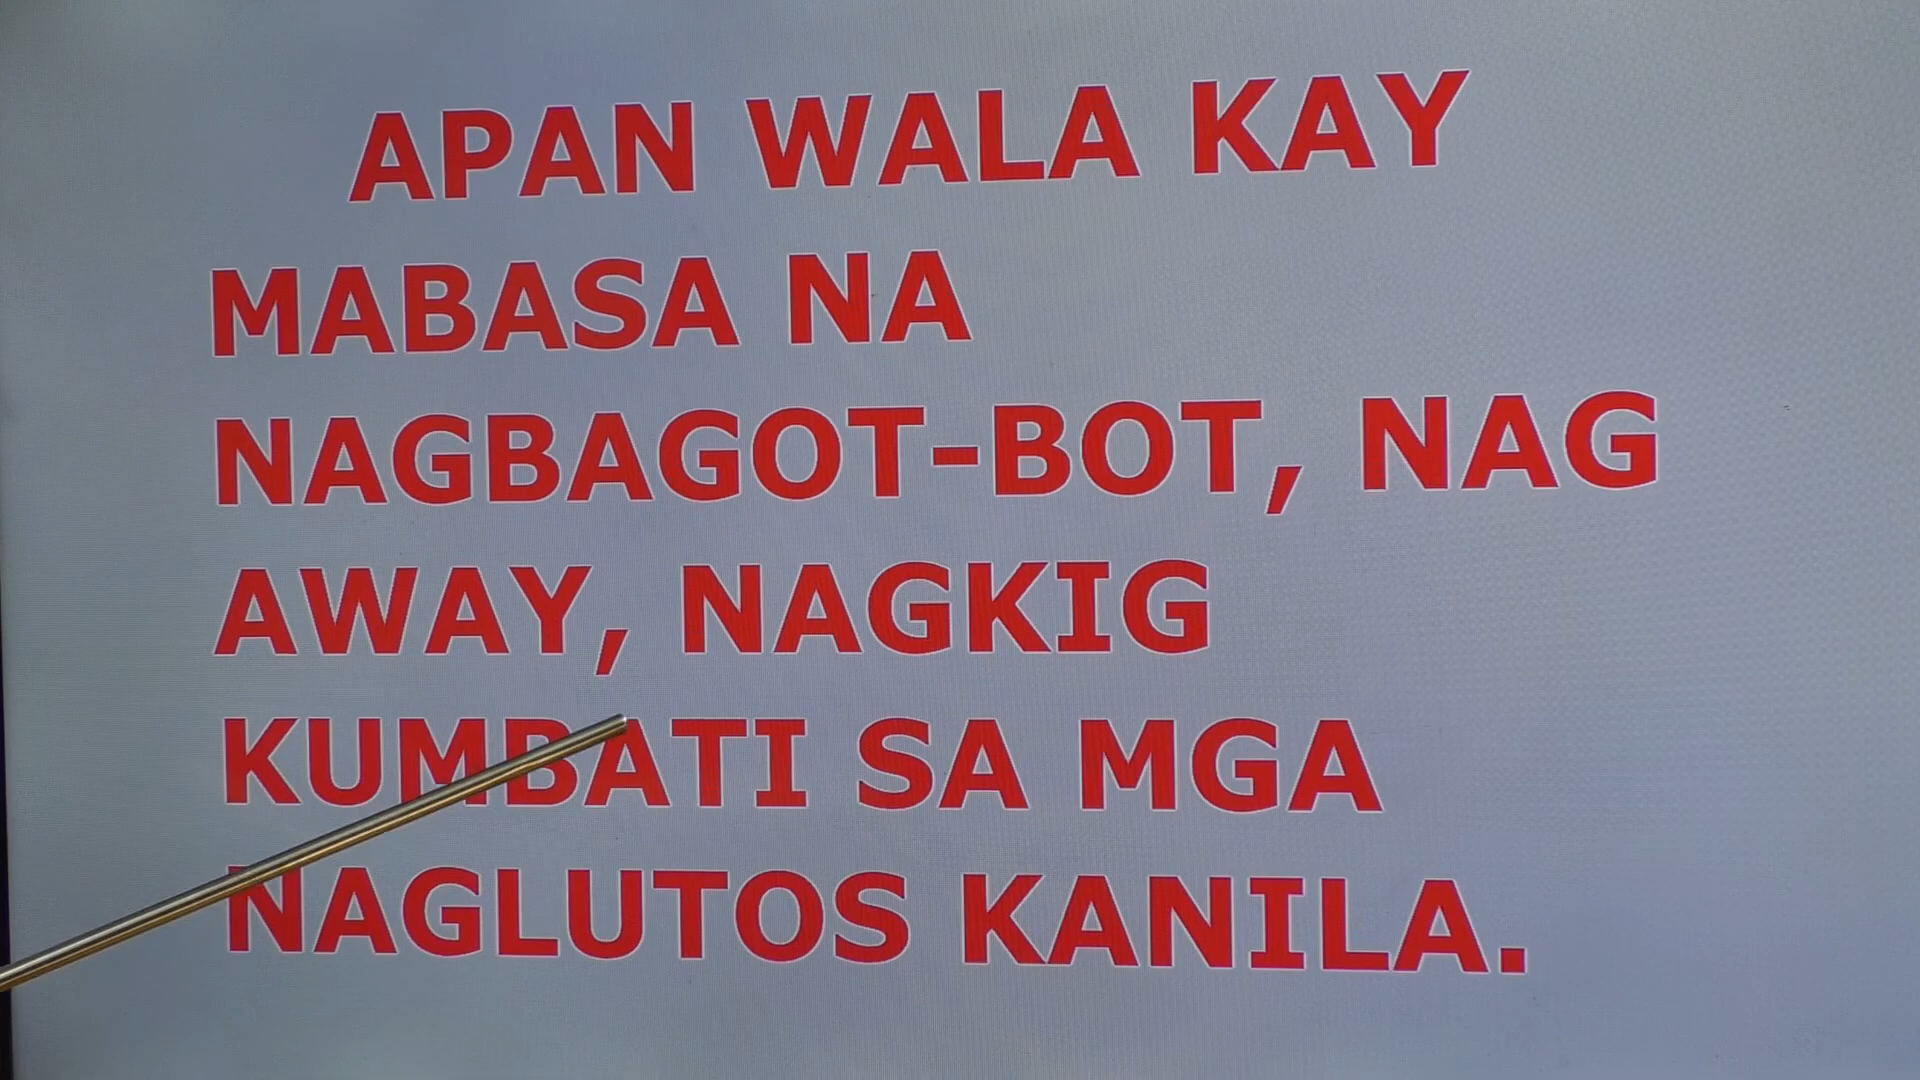 APAN WALA KAY
MABASA NA
NAGBAGOT-BOT, NAG
AWAY, NAGKIG
KUMBATI SA MGA
NAGLUTOS KANILA.